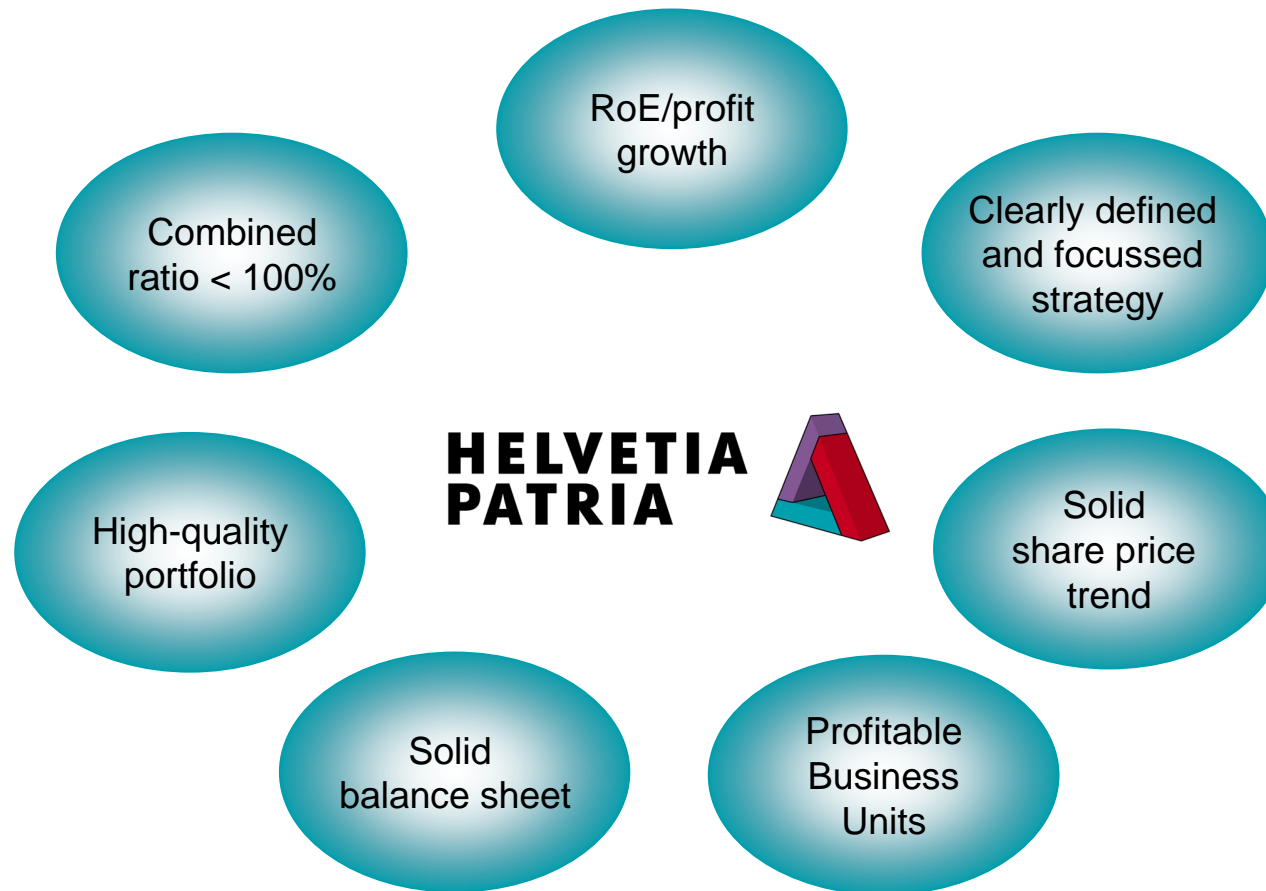 RoE/profit
growth
Combined
ratio < 100%
Clearly defined
and focussed
strategy
HELVETIA
PATRIA
High-quality
portfolio
Solid
share price
trend
Solid
balance sheet
Profitable
Business
Units